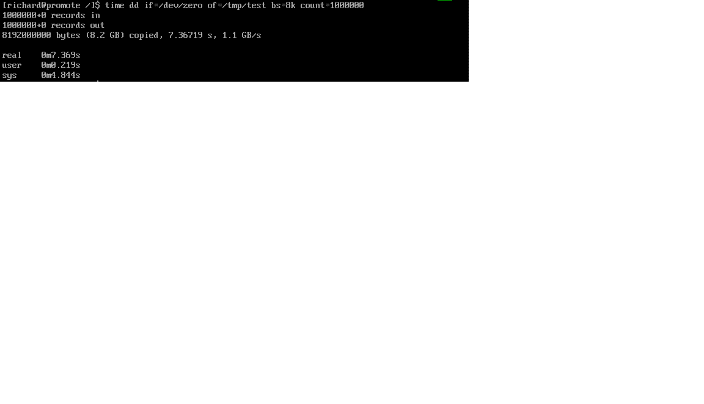 [richard@promote /]$ time dd if=/dev/zero of=/tmp/test bs=8k count=1000000
1000000+0 records in
1000000+0 records out
8192000000 bytes (8.2 GB) copied, 7.36719 s, 1.1 GB/s
real 0m7.369s
user 0m0.219s
sys 0m4.844s